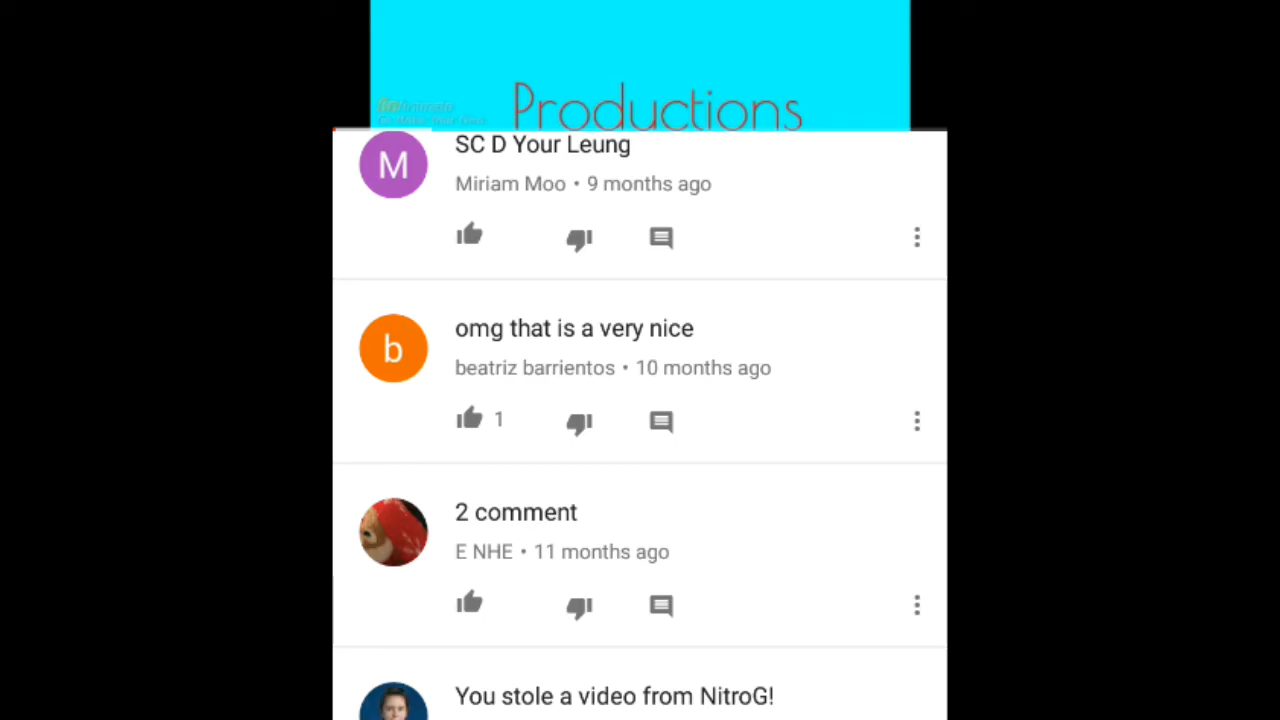 Productions
M
SC D Your Leung
Miriam Moo • 9 months ago
b
omg that is a very nice
beatriz barrientos • 10 months ago
1
2 comment
E NHE • 11 months ago
You stole a video from NitroG!